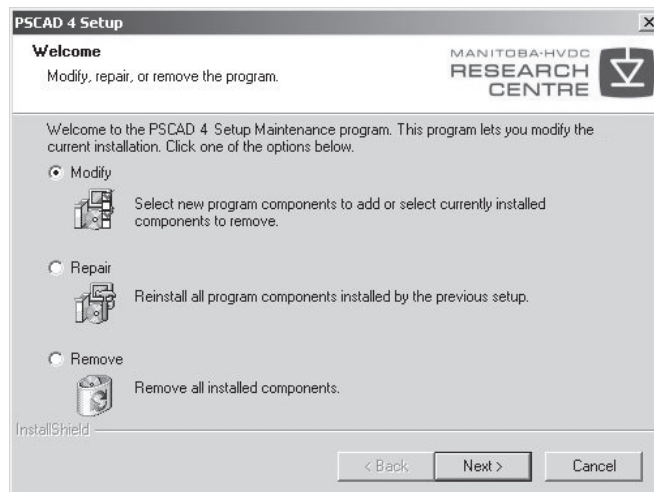 PSCAD 4 Setup
Welcome
Modify, repair, or remove the program.
MANITOBA-HVDC
RESEARCH
CENTRE
Welcome to the PSCAD 4 Setup Maintenance program. This program lets you modify the
current installation. Click one of the options below.
Modify
Select new program components to add or select currently installed
components to remove.
Repair
Reinstall all program components installed by the previous setup.
Remove
Remove all installed components.
InstallShield
< Back
Next >
Cancel